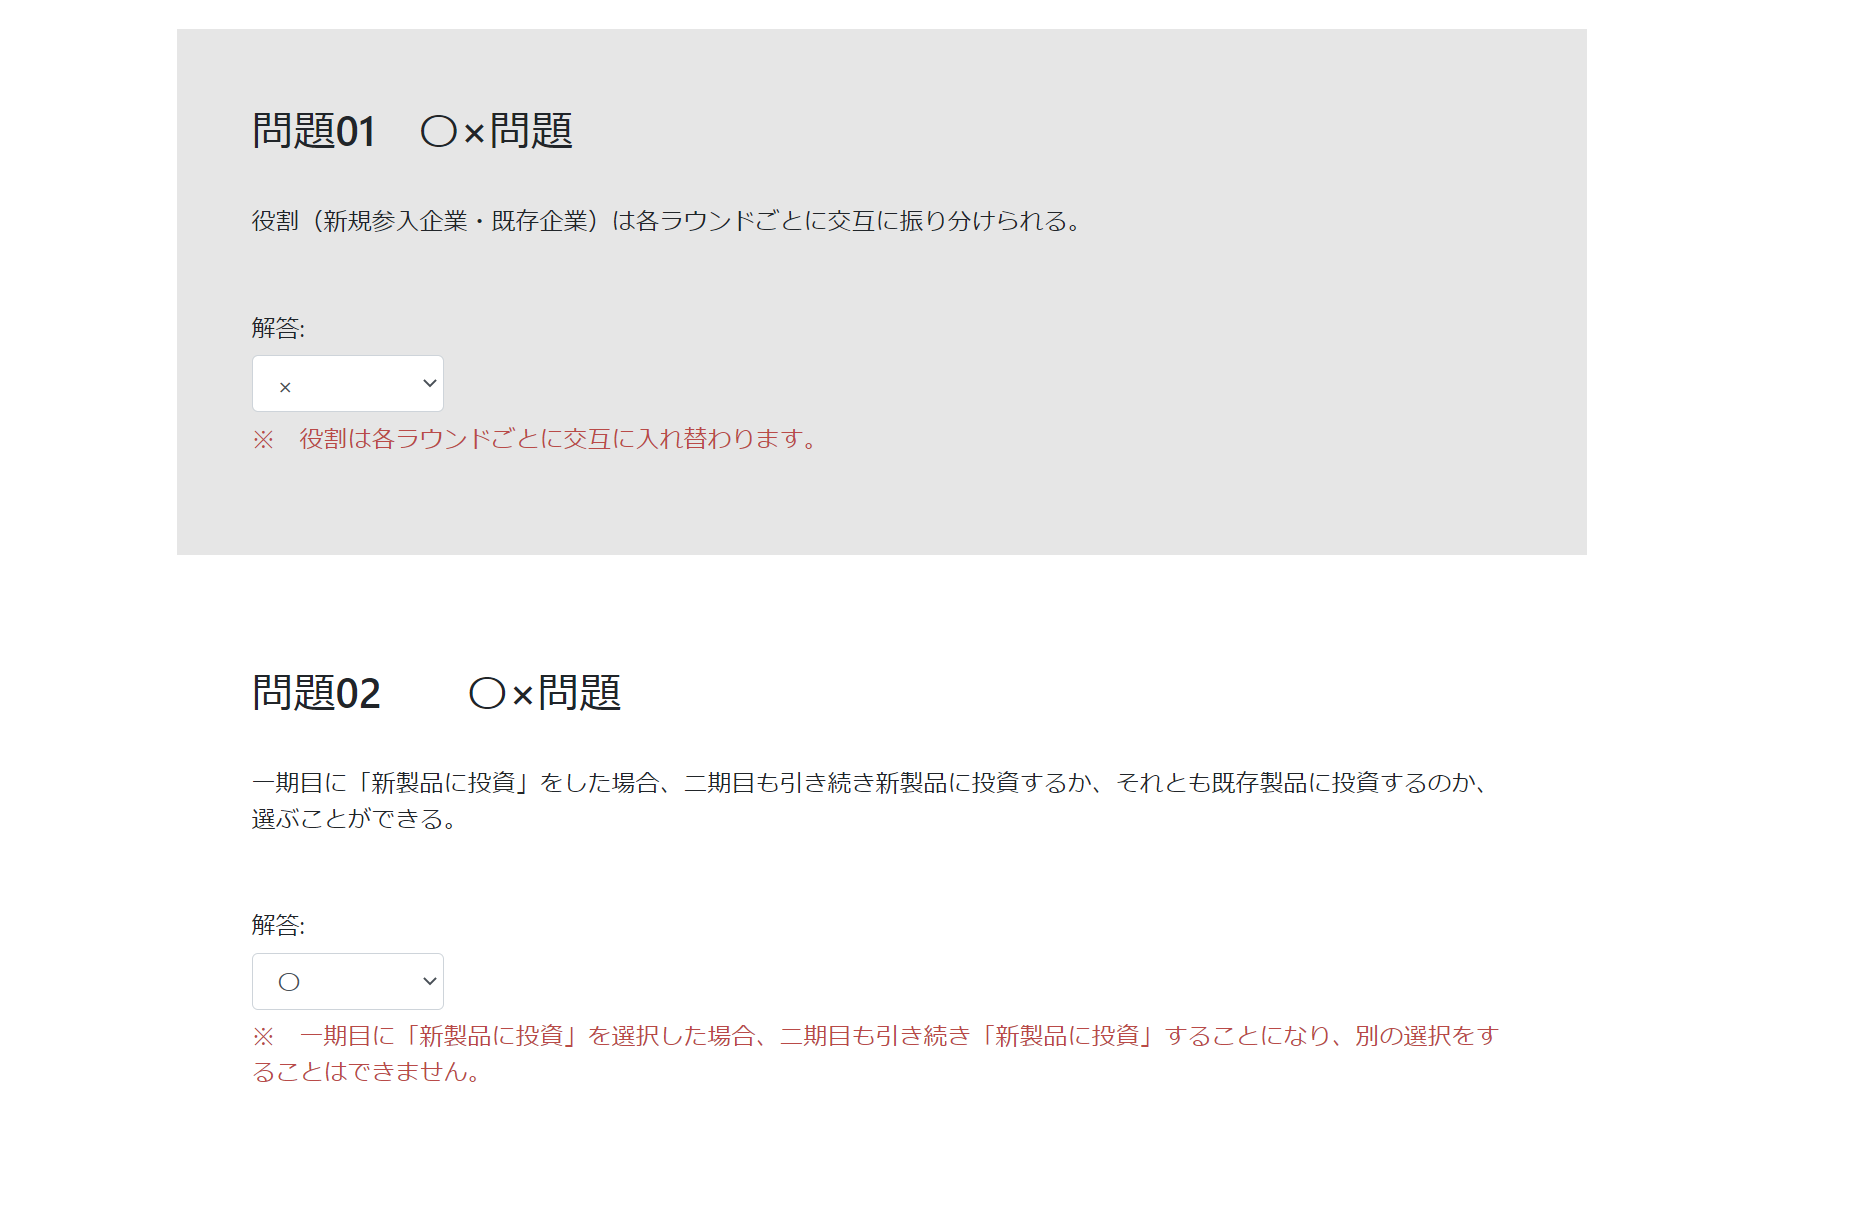 問題01　〇×問題
役割（新規参入企業・既存企業）は各ラウンドごとに交互に振り分けられる。
解答:
×
※　役割は各ラウンドごとに交互に入れ替わります。
問題02　　〇×問題
一期目に「新製品に投資」をした場合、二期目も引き続き新製品に投資するか、それとも既存製品に投資するのか、
選ぶことができる。
解答:
〇
※　一期目に「新製品に投資」を選択した場合、二期目も引き続き「新製品に投資」することになり、別の選択をす
ることはできません。